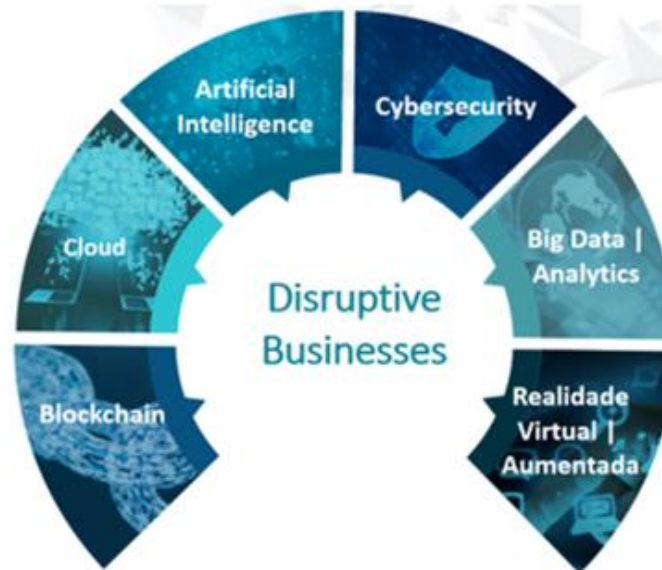 Artificial
Intelligence
Cybersecurity
Cloud
Big Data |
Analytics
Disruptive
Businesses
Blockchain
Realidade
Virtual |
Aumentada